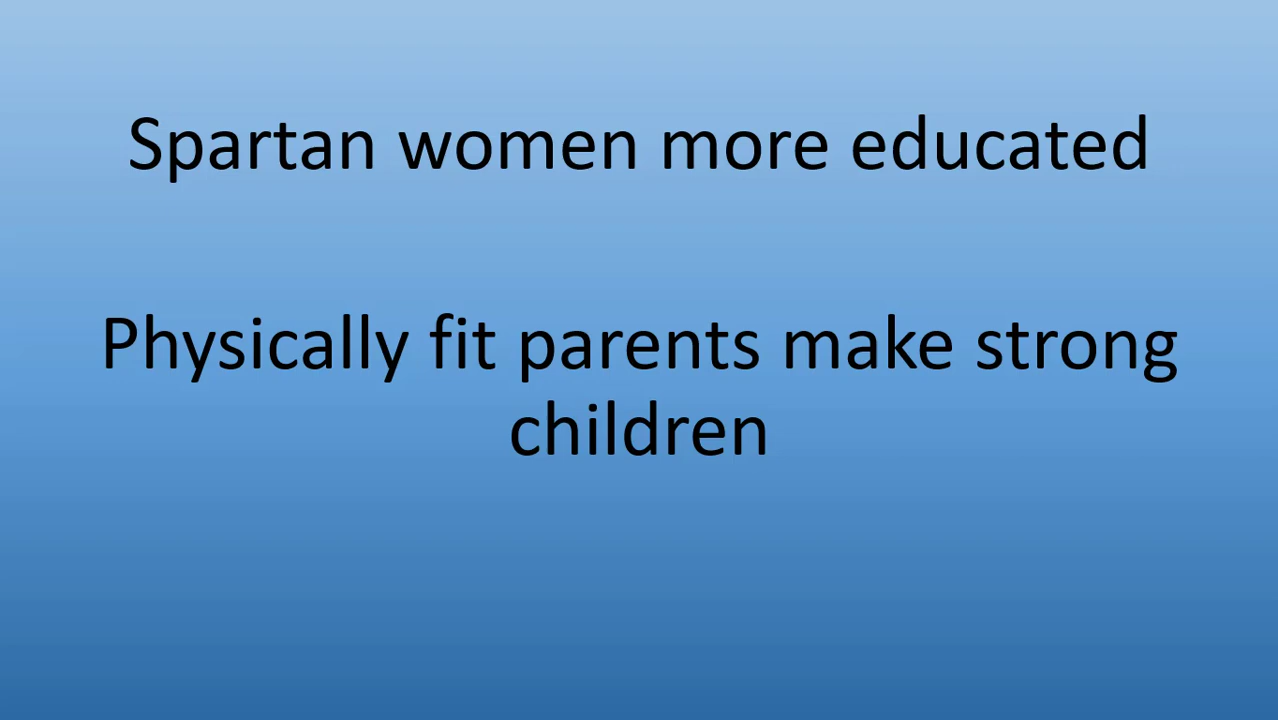 Spartan women more educated
Physically fit parents make strong
children